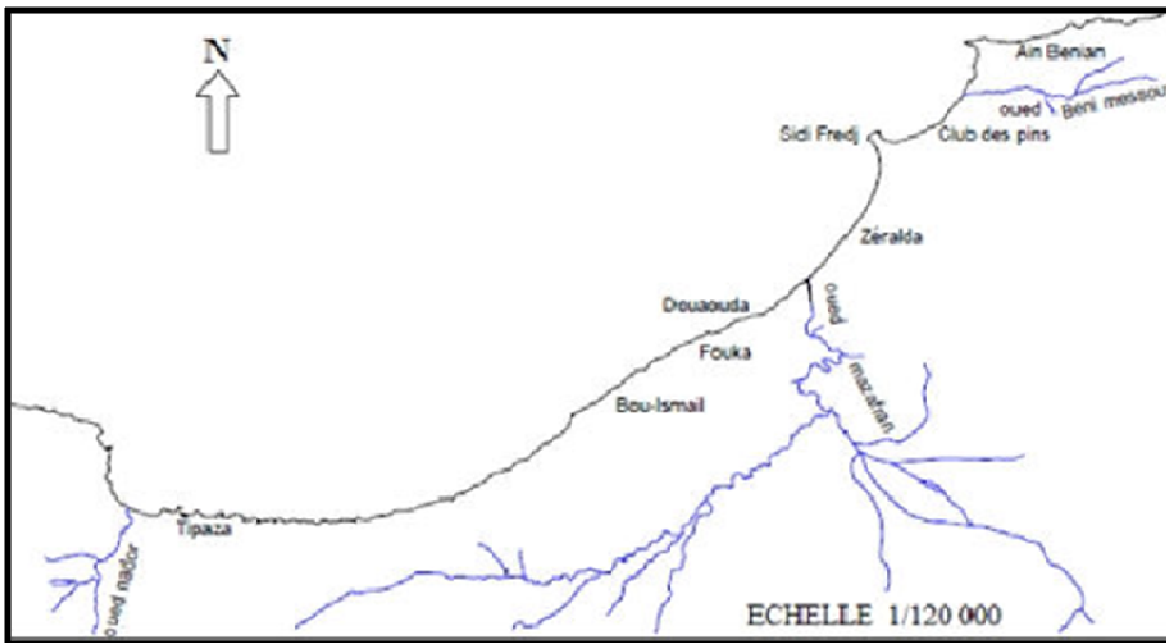 N
Ain Benian
oued Beni messou
Sidi Fredj
Club des pins
Zéralda
oued mazafran
Douaouda
Fouka
Bou-Ismail
Tipaza
oued nador
ECHELLE 1/120 000